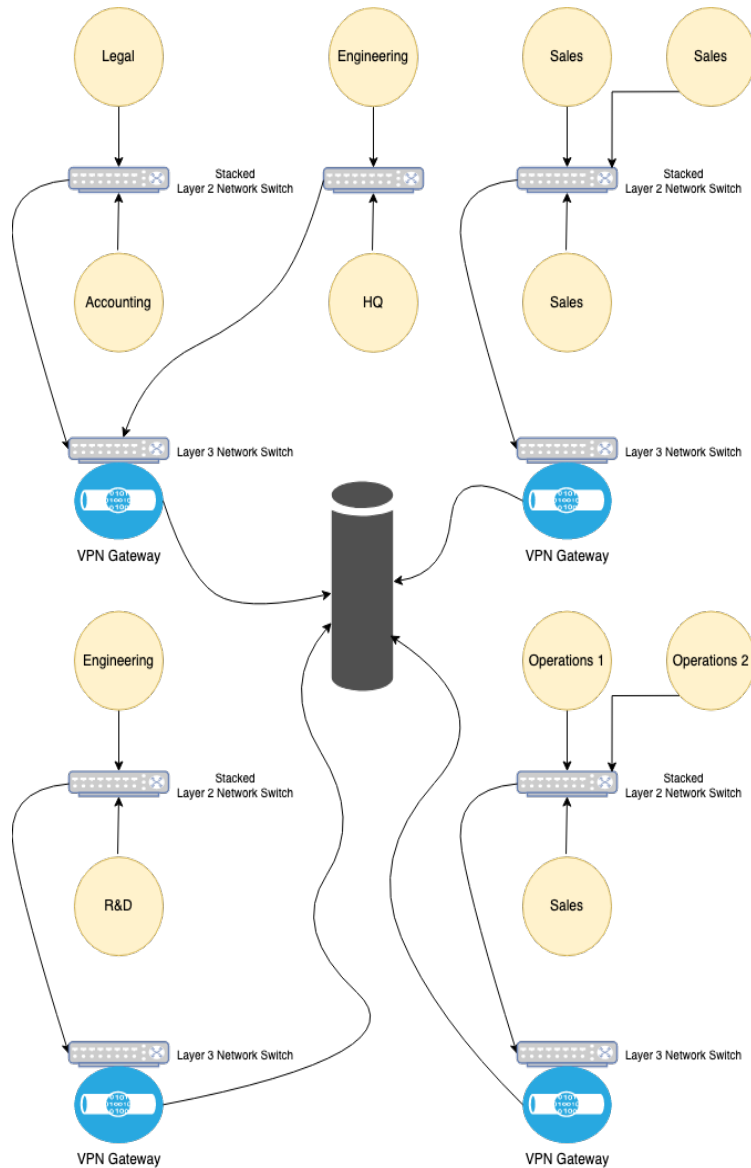 Legal
Engineering
Sales
Sales
Stacked
Layer 2 Network Switch
Stacked
Layer 2 Network Switch
Accounting
HQ
Sales
Layer 3 Network Switch
Layer 3 Network Switch
VPN Gateway
VPN Gateway
Engineering
Operations 1
Operations 2
Stacked
Layer 2 Network Switch
Stacked
Layer 2 Network Switch
R&D
Sales
Layer 3 Network Switch
Layer 3 Network Switch
VPN Gateway
VPN Gateway